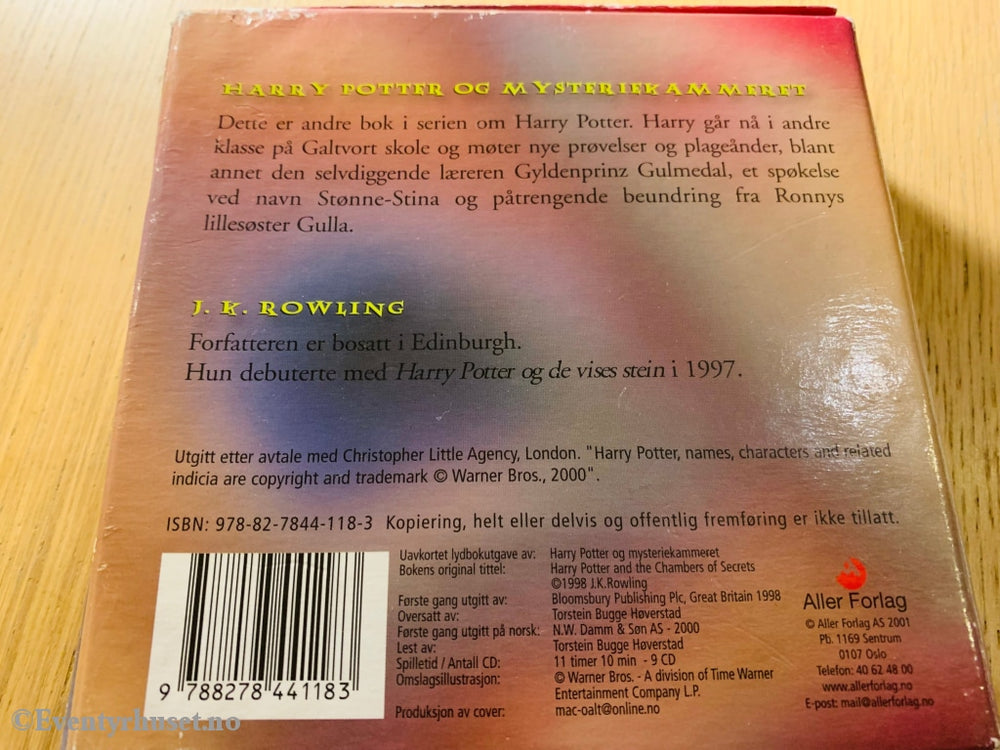 HARRY POTTER OG MYSTERIEKAMMERET
Dette er andre bok i serien om Harry Potter. Harry går nå i andre
klasse på Galtvort skole og møter nye prøvelser og plageånder, blant
annet den selvdiggende læreren Gyldenprinz Gulmedal, et spøkelse
ved navn Stønne-Stina og påtrengende beundring fra Ronnys
lillesøster Gulla.
J. K. ROWLING
Forfatteren er bosatt i Edinburgh.
Hun debuterte med Harry Potter og de vises stein i 1997.
Utgitt etter avtale med Christopher Little Agency, London. "Harry Potter, names, characters and related
indicia are copyright and trademark © Warner Bros., 2000".
ISBN: 978-82-7844-118-3 Kopiering, helt eller delvis og offentlig fremføring er ikke tillatt.
Uavkortet lydbokutgave av: Harry Potter og mysteriekammeret
Bokens original tittel: Harry Potter and the Chambers of Secrets
©1998 J.K.Rowling
Første gang utgitt av: Bloomsbury Publishing Plc, Great Britain 1998
Oversatt av: Torstein Bugge Høverstad
Første gang utgitt på norsk: N.W. Damm & Søn AS - 2000
Lest av: Torstein Bugge Høverstad
Spilletid / Antall CD: 11 timer 10 min - 9 CD
Omslagsillustrasjon: © Warner Bros. - A division of Time Warner
Entertainment Company L.P.
Produksjon av cover: mac-oalt@online.no
Aller Forlag
© Aller Forlag AS 2001
Pb. 1169 Sentrum
0107 Oslo
Telefon: 40 62 48 00
www.allerforlag.no
E-post: mail@allerforlag.no
9 788278 441183
©Eventyrhuset.no